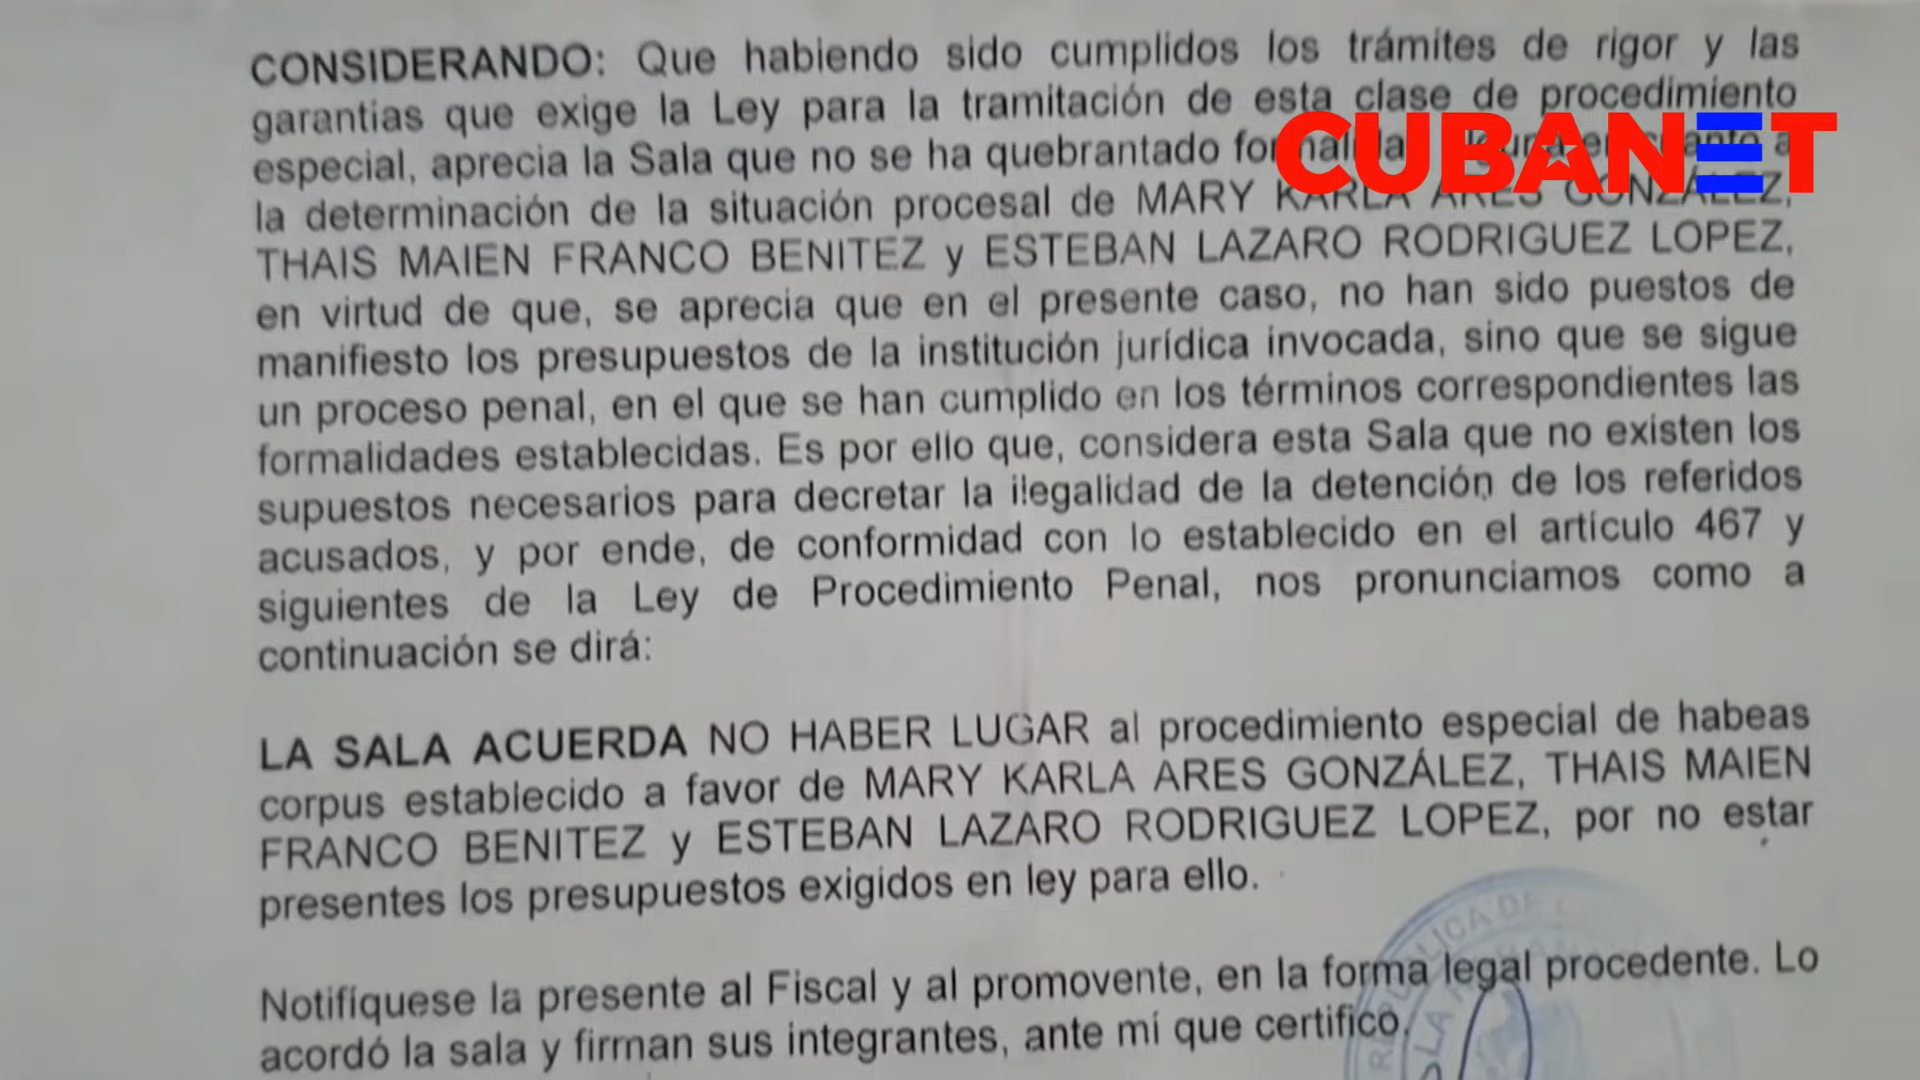 CONSIDERANDO: Que habiendo sido cumplidos los trámites de rigor y las
garantías que exige la Ley para la tramitación de esta clase de procedimiento
especial, aprecia la Sala que no se ha quebrantado
CUBANET
la determinación de la situación procesal de MARY KARLA ARES GONZÁLEZ,
THAIS MAIEN FRANCO BENITEZ y ESTEBAN LAZARO RODRIGUEZ LOPEZ,
en virtud de que, se aprecia que en el presente caso, no han sido puestos de
manifiesto los presupuestos de la institución jurídica invocada, sino que se sigue
un proceso penal, en el que se han cumplido en los términos correspondientes las
formalidades establecidas. Es por ello que, considera esta Sala que no existen los
supuestos necesarios para decretar la ilegalidad de la detención de los referidos
acusados, y por ende, de conformidad con lo establecido en el artículo 467 y
siguientes de la Ley de Procedimiento Penal, nos pronunciamos como a
continuación se dirá:
LA SALA ACUERDA NO HABER LUGAR al procedimiento especial de habeas
corpus establecido a favor de MARY KARLA ARES GONZÁLEZ, THAIS MAIEN
FRANCO BENITEZ y ESTEBAN LAZARO RODRIGUEZ LOPEZ, por no estar
presentes los presupuestos exigidos en ley para ello.
Notifíquese la presente al Fiscal y al promovente, en la forma legal procedente. Lo
acordó la sala y firman sus integrantes, ante mí que certifico.